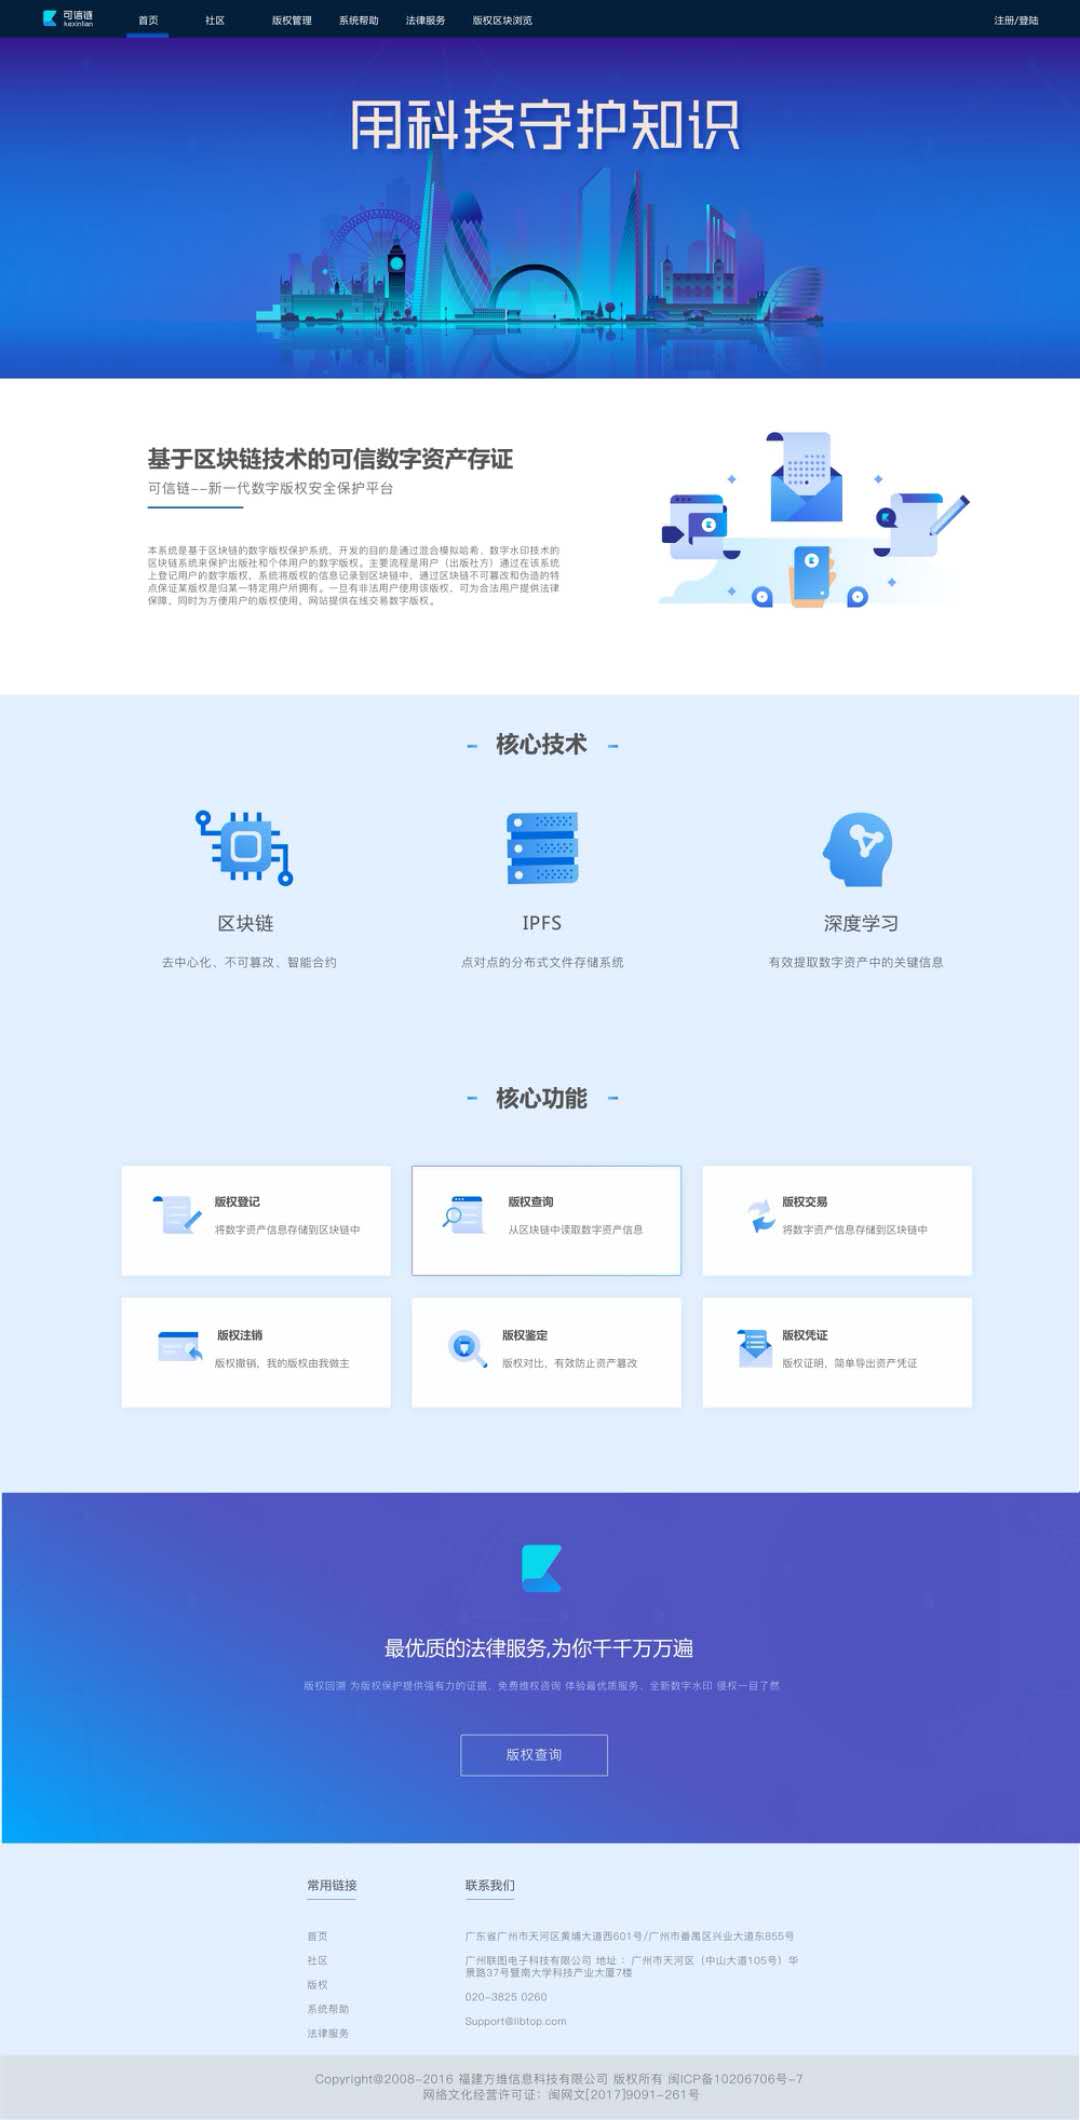 可信链
kexinlian
首页
社区
版权管理
系统帮助
法律服务
版权区块浏览
注册/登陆
用科技守护知识
基于区块链技术的可信数字资产存证
可信链--新一代数字版权安全保护平台
本系统是基于区块链的数字版权保护系统，开发的目的是通过混合模拟哈希、数字水印技术的
区块链系统来保护出版社和个体用户的数字版权。主要流程是用户（出版社方）通过在该系统
上登记用户的数字版权，系统将版权的信息记录到区块链中，通过区块链不可篡改和伪造的特
点保证某版权是归某一特定用户所拥有。一旦有非法用户使用该版权，可为合法用户提供法律
保障，同时为方便用户的版权使用，网站提供在线交易数字版权。
核心技术
区块链
去中心化、不可篡改、智能合约
IPFS
点对点的分布式文件存储系统
深度学习
有效提取数字资产中的关键信息
核心功能
版权登记
将数字资产信息存储到区块链中
版权查询
从区块链中读取数字资产信息
版权交易
将数字资产信息存储到区块链中
版权注销
版权撤销，我的版权由我做主
版权鉴定
版权对比，有效防止资产篡改
版权凭证
版权证明，简单导出资产凭证
最优质的法律服务,为你千千万万遍
版权回溯 为版权保护提供强有力的证据、免费维权咨询 体验最优质服务、全新数字水印 侵权一目了然
版权查询
常用链接
首页
社区
版权
系统帮助
法律服务
联系我们
广东省广州市天河区黄埔大道西601号/广州市番禺区兴业大道东855号
广州联图电子科技有限公司 地址： 广州市天河区（中山大道105号）华
景路37号暨南大学科技产业大厦7楼
020-3825 0260
Support@libtop.com
Copyright@2008-2016 福建方维信息科技有限公司 版权所有 闽ICP备10206706号-7
网络文化经营许可证：闽网文[2017]9091-261号